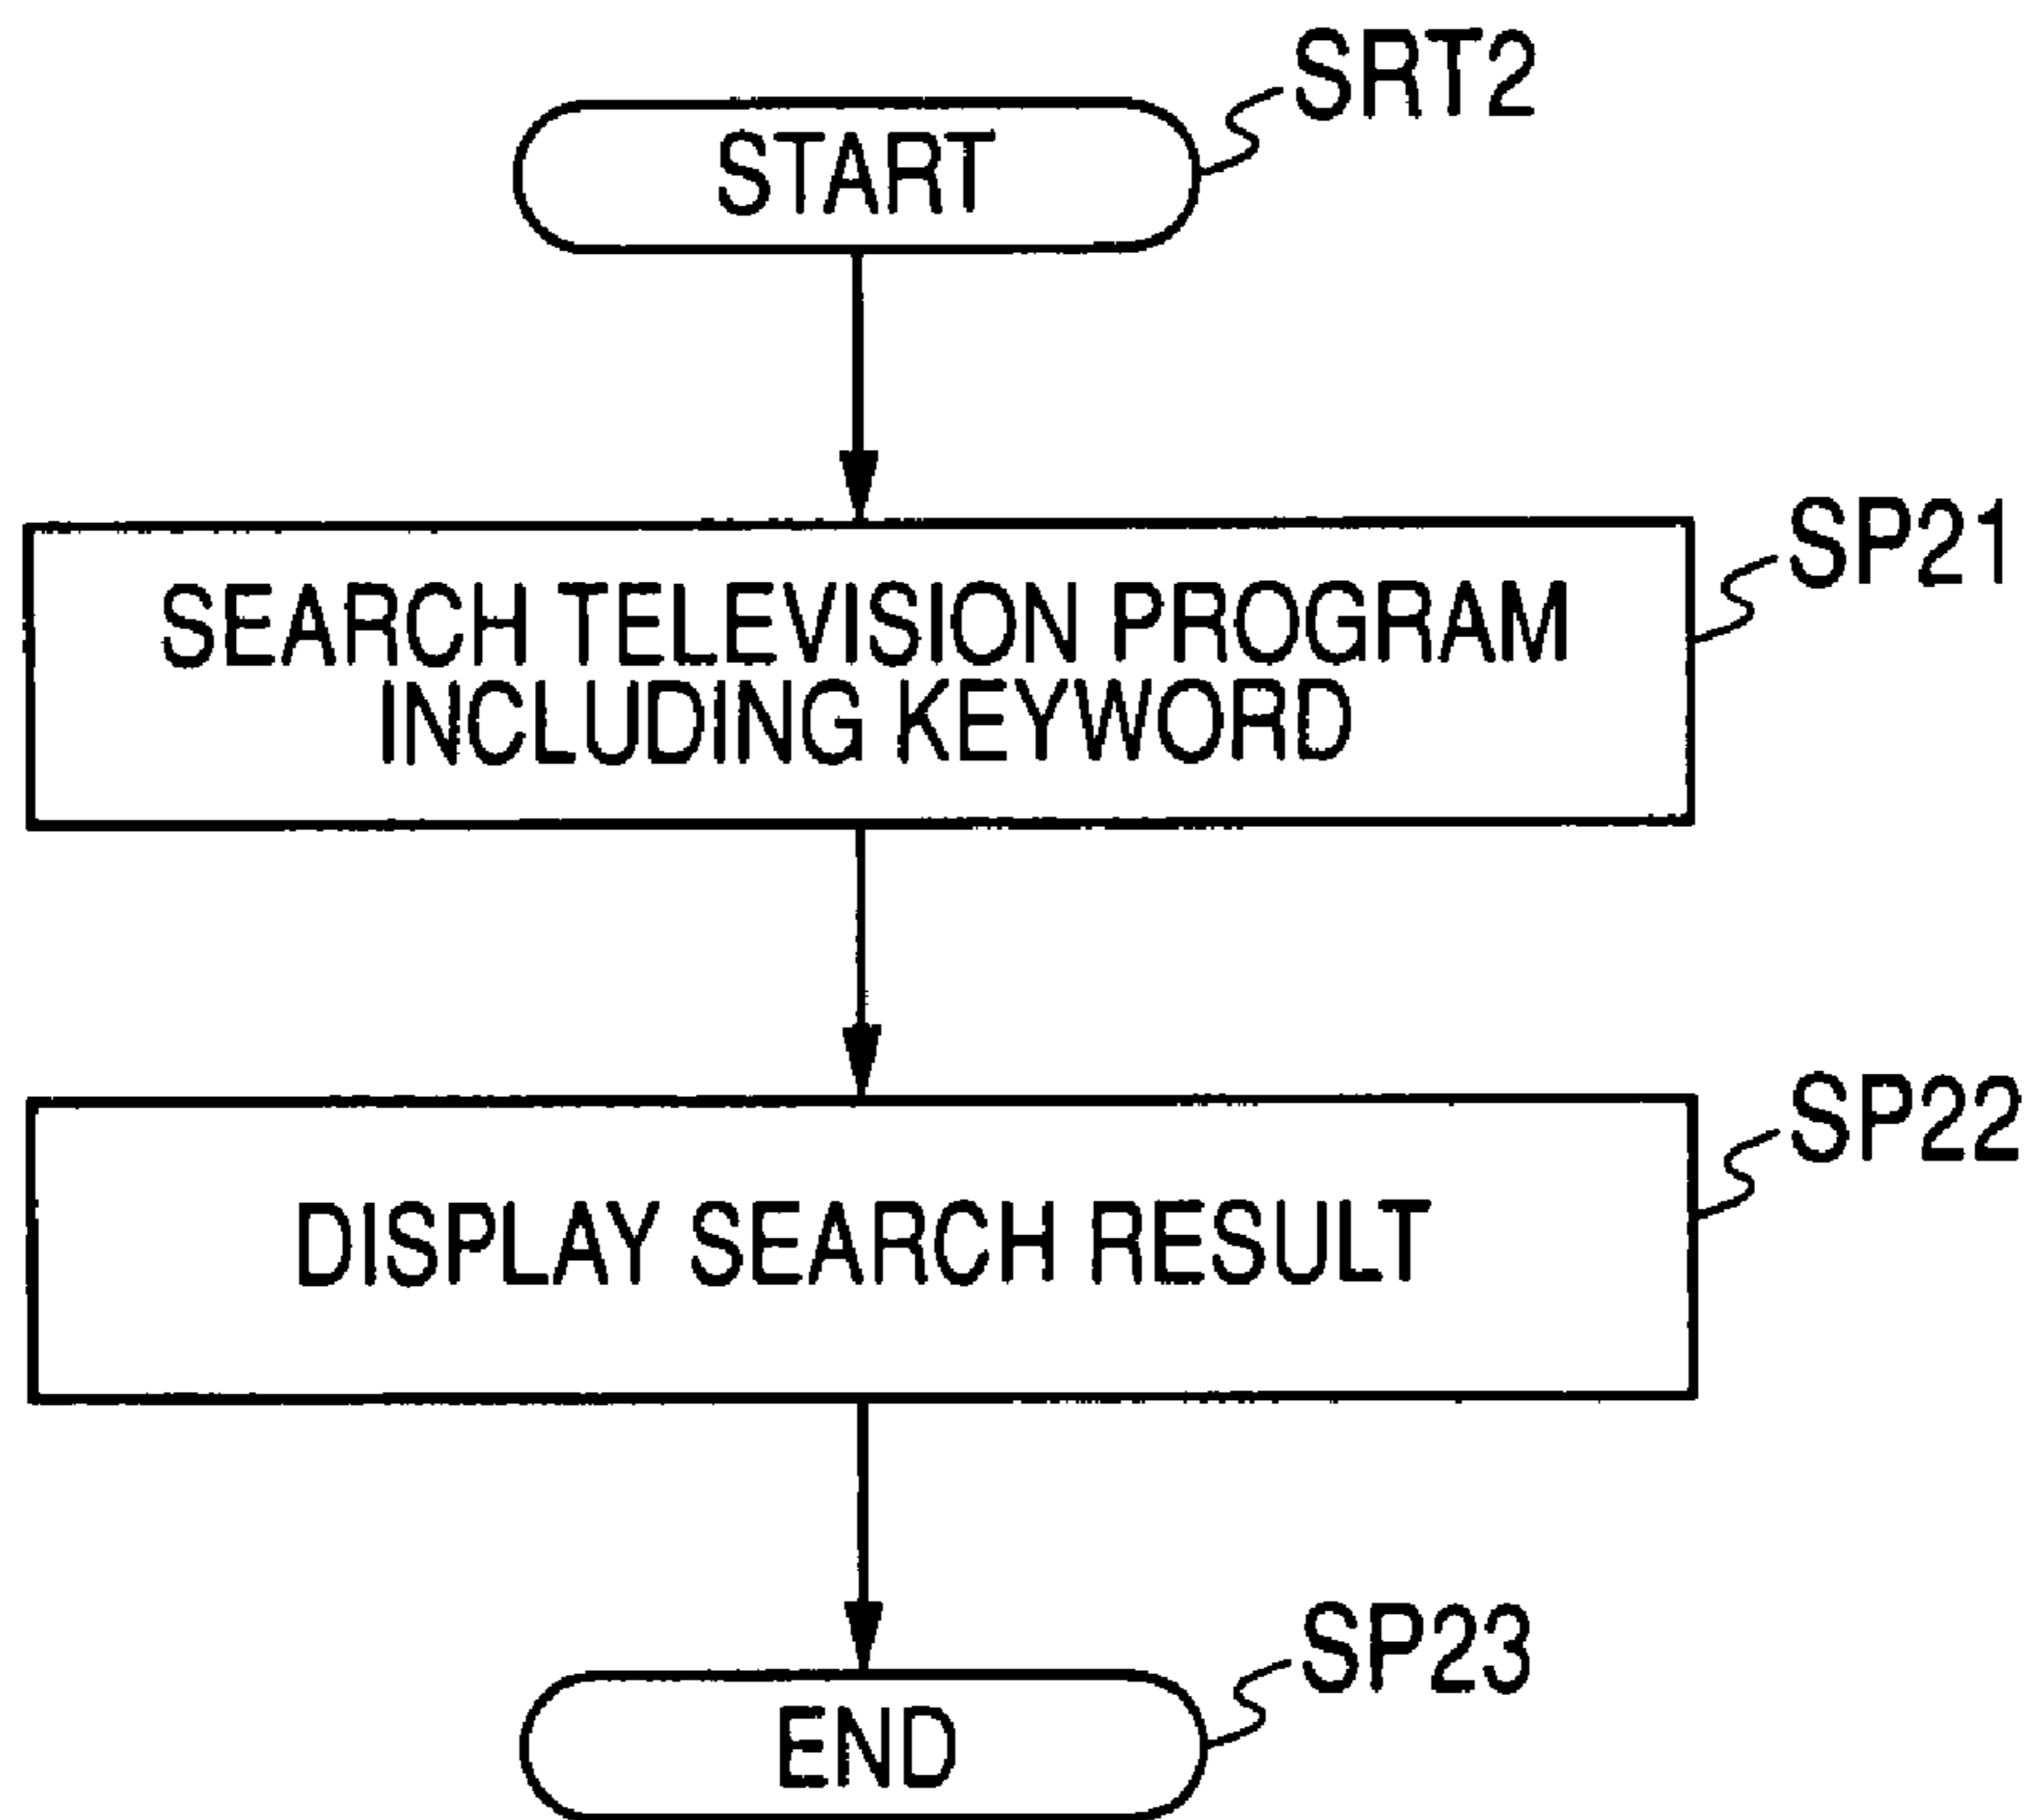 SRT2
START
SP21
SEARCH TELEVISION PROGRAM
INCLUDING KEYWORD
SP22
DISPLAY SEARCH RESULT
SP23
END